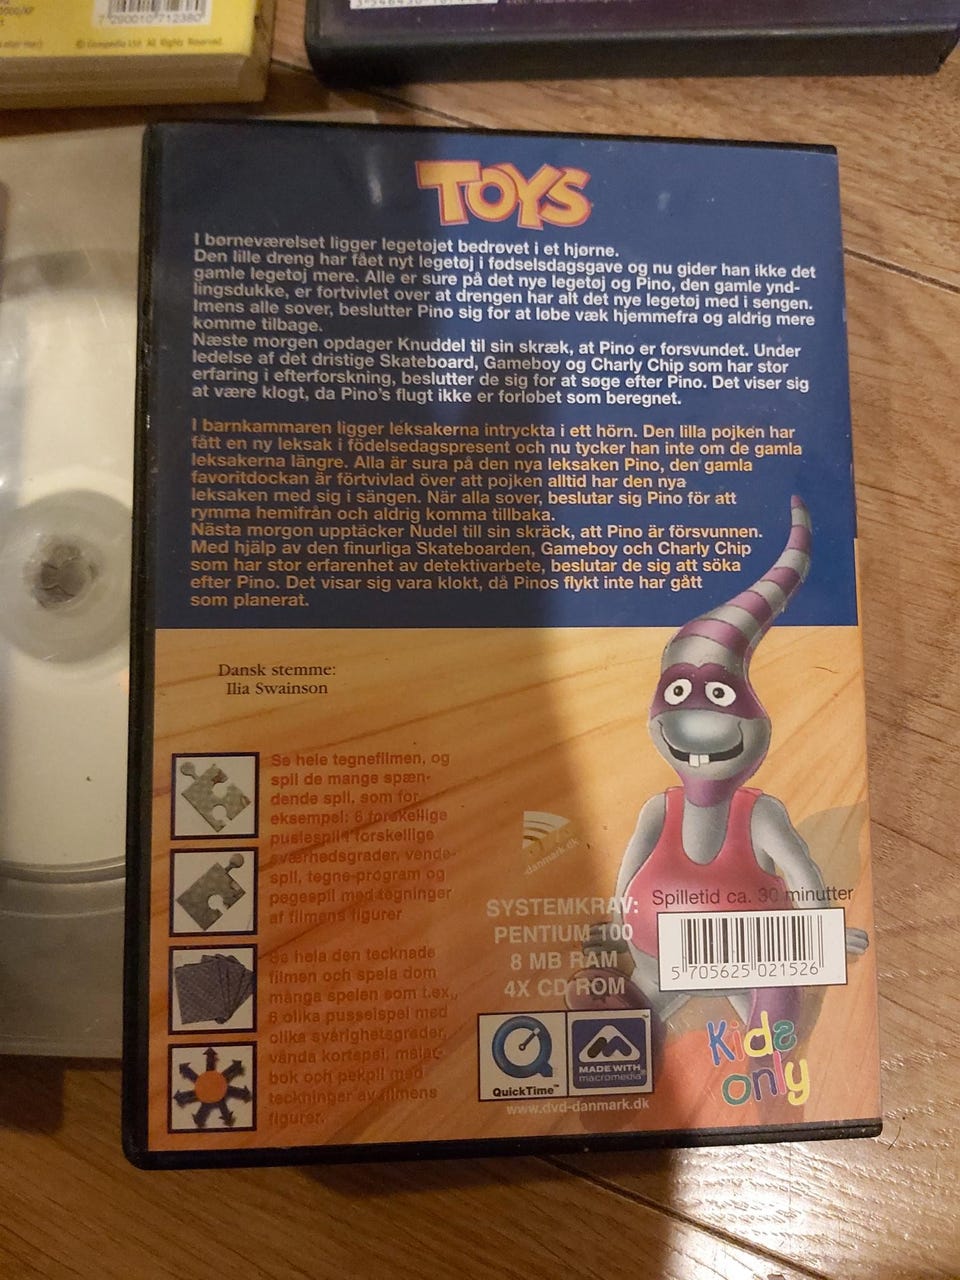 7 290010 712380
© Compedia Ltd. All Rights Reserved
TOYS
I børneværelset ligger legetøjet bedrøvet i et hjørne.
Den lille dreng har fået nyt legetøj i fødselsdagsgave og nu gider han ikke det
gamle legetøj mere. Alle er sure på det nye legetøj og Pino, den gamle ynd-
lingsdukke, er fortvivlet over at drengen har alt det nye legetøj med i sengen.
Imens alle sover, beslutter Pino sig for at løbe væk hjemmefra og aldrig mere
komme tilbage.
Næste morgen opdager Knuddel til sin skræk, at Pino er forsvundet. Under
ledelse af det dristige Skateboard, Gameboy og Charly Chip som har stor
erfaring i efterforskning, beslutter de sig for at søge efter Pino. Det viser sig
at være klogt, da Pino's flugt ikke er forløbet som beregnet.
I barnkammaren ligger leksakerna intryckta i ett hörn. Den lilla pojken har
fått en ny leksak i födelsedagspresent och nu tycker han inte om de gamla
leksakerna längre. Alla är sura på den nya leksaken Pino, den gamla
favoritdockan är förtvivlad över att pojken alltid har den nya
leksaken med sig i sängen. När alla sover, beslutar sig Pino för att
rymma hemifrån och aldrig komma tillbaka.
Nästa morgon upptäcker Nudel till sin skräck, att Pino är försvunnen.
Med hjälp av den finurliga Skateboarden, Gameboy och Charly Chip
som har stor erfarenhet av detektivarbete, beslutar de sig att söka
efter Pino. Det visar sig vara klokt, då Pinos flykt inte har gått
som planerat.
Dansk stemme:
Ilia Swainson
Se hele tegnefilmen, og
spil de mange spæn-
dende spil, som for
eksempel: 6 forskellige
puslespil i forskellige
sværhedsgrader, vende-
spil, tegne-program og
pegespil med tegninger
af filmens figurer
Se hela den tecknade
filmen och spela dom
många spelen som t.ex.,
6 olika pusselspel med
olika svårighetsgrader,
vända kortspel, målar-
bok och pekpil med
teckningar av filmens
figurer.
danmark.dk
SYSTEMKRAV:
PENTIUM 100
8 MB RAM
4X CD ROM
QuickTime™
MADE WITH
macromedia
www.dvd-danmark.dk
Spilletid ca. 30 minutter
5 705625 021526
Kids
only